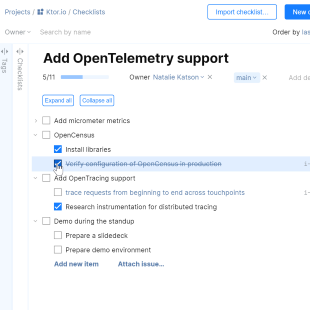 Projects / Ktor.io / Checklists
Import checklist...
New
Owner
Search by name
Order by las
Tags
Checklists
Add OpenTelemetry support
5/11
Owner Natalie Katson
main
Add de
Expand all
Collapse all
Add micrometer metrics
OpenCensus
Install libraries
Verify configuration of OpenCensus in production
Add OpenTracing support
trace requests from beginning to end across touchpoints
Research instrumentation for distributed tracing
Demo during the standup
Prepare a slidedeck
Prepare demo environment
Add new item
Attach issue...